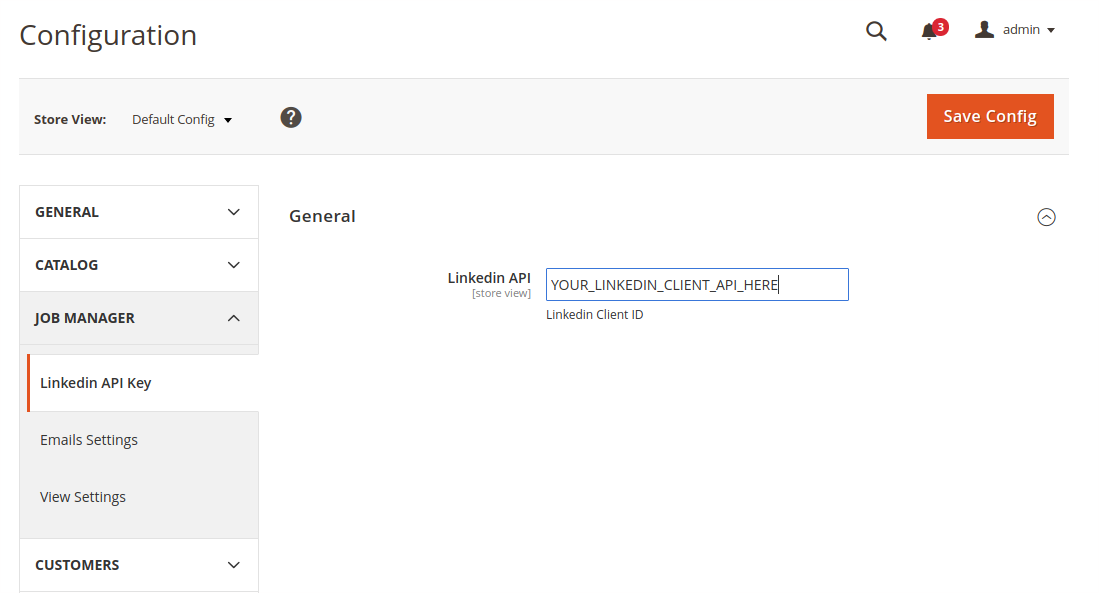 Configuration
3
admin
Store View:
Default Config
?
Save Config
GENERAL
CATALOG
JOB MANAGER
Linkedin API Key
Emails Settings
View Settings
CUSTOMERS
General
Linkedin API
[store view]
YOUR_LINKEDIN_CLIENT_API_HERE
Linkedin Client ID